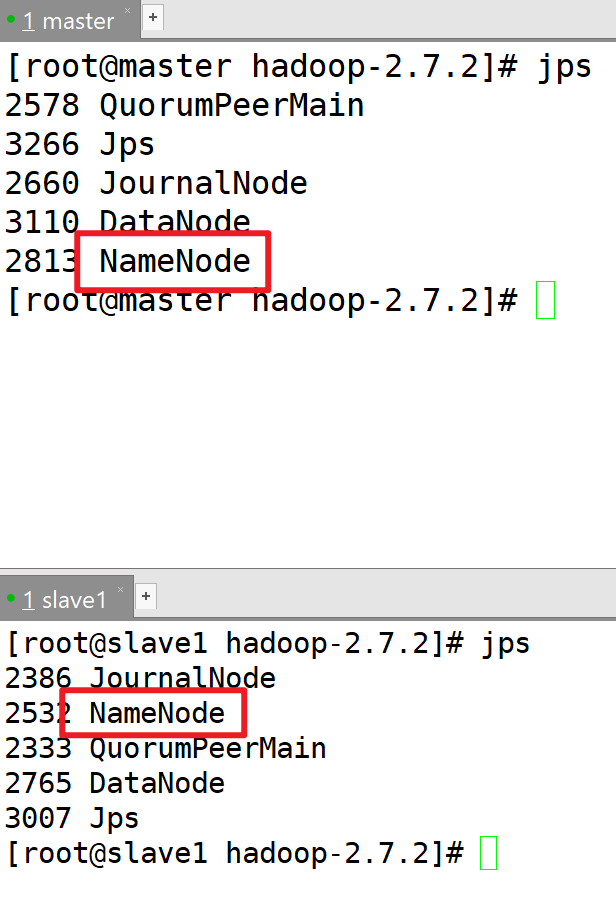 1 master × +
[root@master hadoop-2.7.2]# jps
2578 QuorumPeerMain
3266 Jps
2660 JournalNode
3110 DataNode
2813 NameNode
[root@master hadoop-2.7.2]#
1 slave1 × +
[root@slave1 hadoop-2.7.2]# jps
2386 JournalNode
2532 NameNode
2333 QuorumPeerMain
2765 DataNode
3007 Jps
[root@slave1 hadoop-2.7.2]#